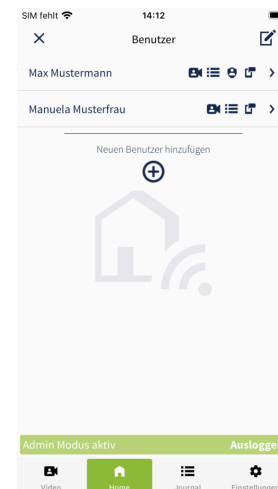 SIM fehlt 14:12
Benutzer
Max Mustermann
Manuela Musterfrau
Neuen Benutzer hinzufügen
Admin Modus aktiv Auslogge
Video Home Journal Einstellungen